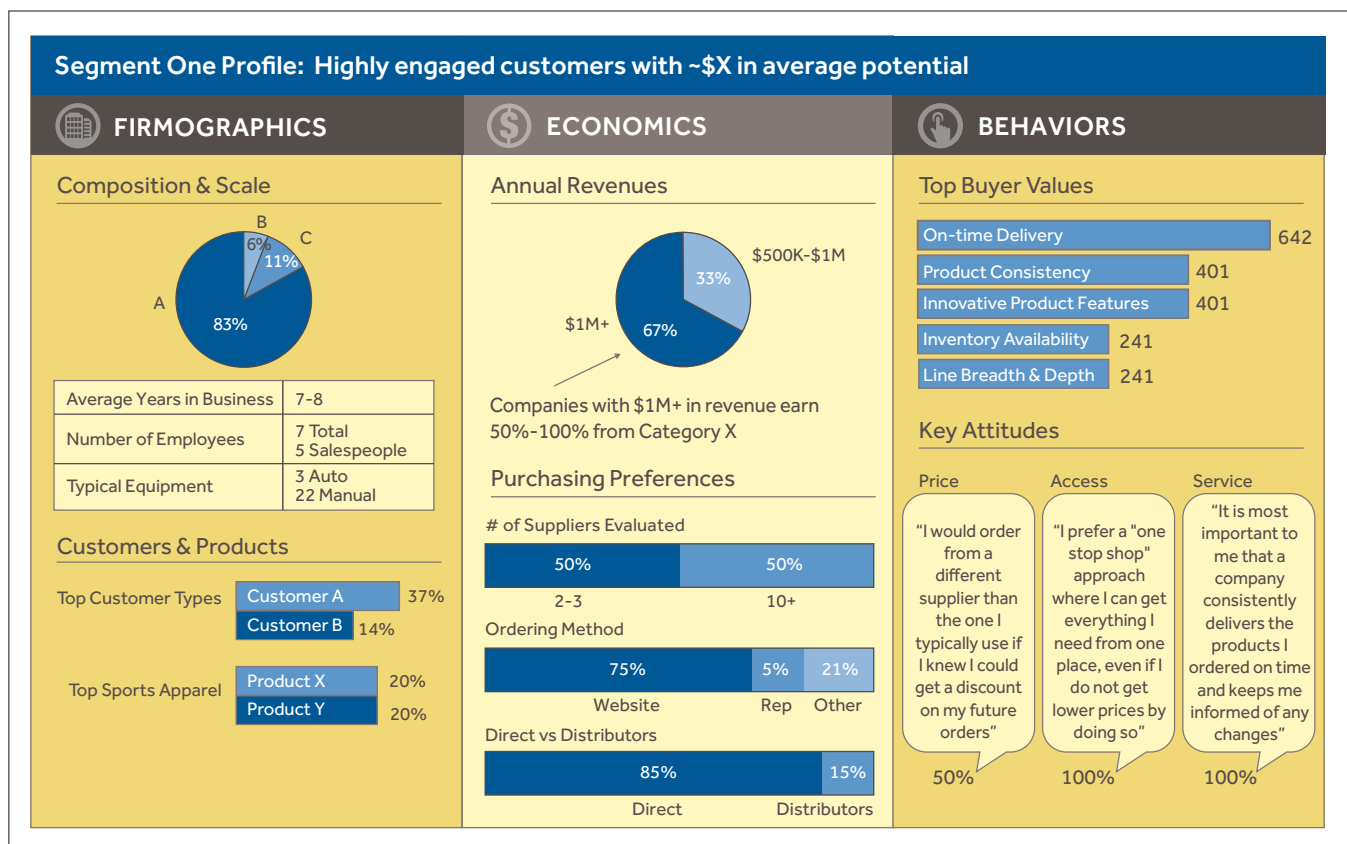 Segment One Profile:  Highly engaged customers with ~$X in average potential
FIRMOGRAPHICS
Composition & Scale
B
6%
C
11%
A
83%
Average Years in Business 7-8
Number of Employees 7 Total
5 Salespeople
Typical Equipment 3 Auto
22 Manual
Customers & Products
Top Customer Types
Customer A 37%
Customer B 14%
Top Sports Apparel
Product X 20%
Product Y 20%
$
ECONOMICS
Annual Revenues
$500K-$1M
33%
$1M+
67%
Companies with $1M+ in revenue earn
50%-100% from Category X
Purchasing Preferences
# of Suppliers Evaluated
50% 50%
2-3 10+
Ordering Method
75% 5% 21%
Website Rep Other
Direct vs Distributors
85% 15%
Direct Distributors
BEHAVIORS
Top Buyer Values
On-time Delivery 642
Product Consistency 401
Innovative Product Features 401
Inventory Availability 241
Line Breadth & Depth 241
Key Attitudes
Price
“I would order
from a
different
supplier than
the one I
typically use if
I knew I could
get a discount
on my future
orders”
50%
Access
“I prefer a "one
stop shop"
approach
where I can get
everything I
need from one
place, even if I
do not get
lower prices by
doing so”
100%
Service
“It is most
important to
me that a
company
consistently
delivers the
products I
ordered on time
and keeps me
informed of any
changes”
100%